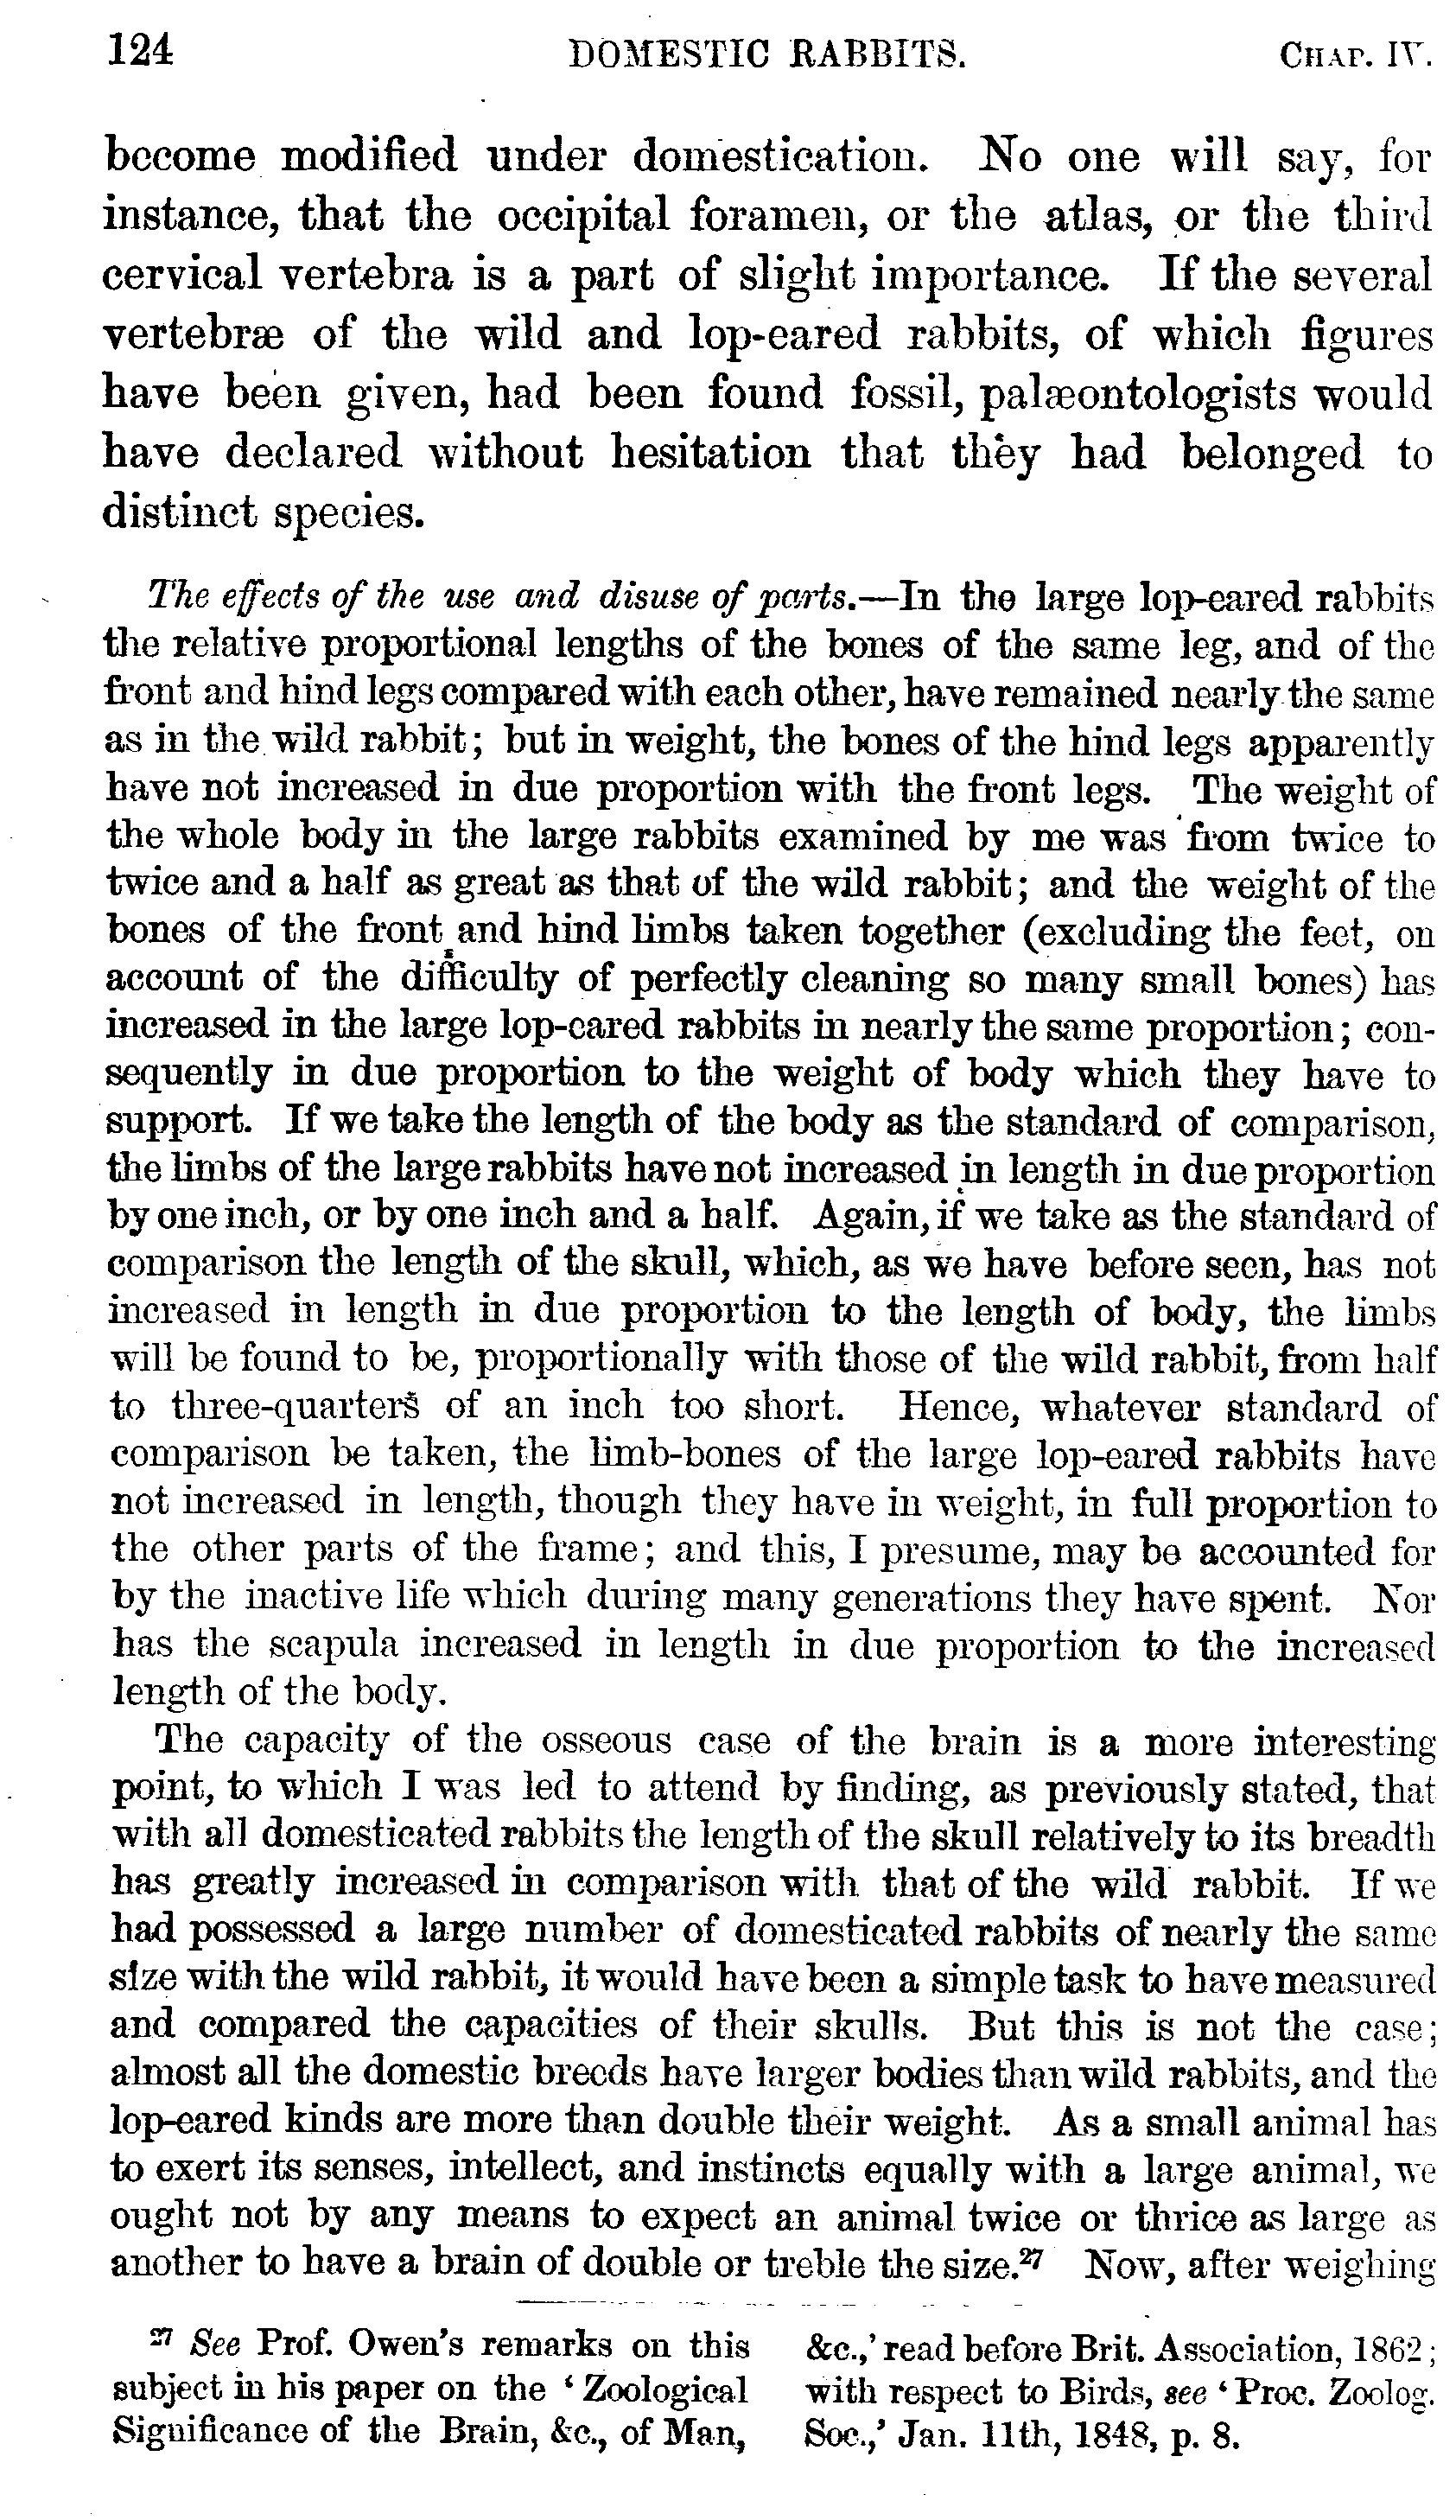 124 DOMESTIC RABBITS. CHAP. IV.
become modified under domestication. No one will say, for
instance, that the occipital foramen, or the atlas, or the third
cervical vertebra is a part of slight importance. If the several
vertebræ of the wild and lop-eared rabbits, of which figures
have been given, had been found fossil, palæontologists would
have declared without hesitation that they had belonged to
distinct species.
The effects of the use and disuse of parts.—In the large lop-eared rabbits
the relative proportional lengths of the bones of the same leg, and of the
front and hind legs compared with each other, have remained nearly the same
as in the wild rabbit; but in weight, the bones of the hind legs apparently
have not increased in due proportion with the front legs. The weight of
the whole body in the large rabbits examined by me was from twice to
twice and a half as great as that of the wild rabbit; and the weight of the
bones of the front and hind limbs taken together (excluding the feet, on
account of the difficulty of perfectly cleaning so many small bones) has
increased in the large lop-eared rabbits in nearly the same proportion; con-
sequently in due proportion to the weight of body which they have to
support. If we take the length of the body as the standard of comparison,
the limbs of the large rabbits have not increased in length in due proportion
by one inch, or by one inch and a half. Again, if we take as the standard of
comparison the length of the skull, which, as we have before seen, has not
increased in length in due proportion to the length of body, the limbs
will be found to be, proportionally with those of the wild rabbit, from half
to three-quarters of an inch too short. Hence, whatever standard of
comparison be taken, the limb-bones of the large lop-eared rabbits have
not increased in length, though they have in weight, in full proportion to
the other parts of the frame; and this, I presume, may be accounted for
by the inactive life which during many generations they have spent. Nor
has the scapula increased in length in due proportion to the increased
length of the body.
The capacity of the osseous case of the brain is a more interesting
point, to which I was led to attend by finding, as previously stated, that
with all domesticated rabbits the length of the skull relatively to its breadth
has greatly increased in comparison with that of the wild rabbit. If we
had possessed a large number of domesticated rabbits of nearly the same
size with the wild rabbit, it would have been a simple task to have measured
and compared the capacities of their skulls. But this is not the case;
almost all the domestic breeds have larger bodies than wild rabbits, and the
lop-eared kinds are more than double their weight. As a small animal has
to exert its senses, intellect, and instincts equally with a large animal, we
ought not by any means to expect an animal twice or thrice as large as
another to have a brain of double or treble the size.²⁷ Now, after weighing
²⁷ See Prof. Owen's remarks on this
subject in his paper on the ‘Zoological
Significance of the Brain, &c., of Man,
&c.,’ read before Brit. Association, 1862;
with respect to Birds, see ‘Proc. Zoolog.
Soc.,’ Jan. 11th, 1848, p. 8.